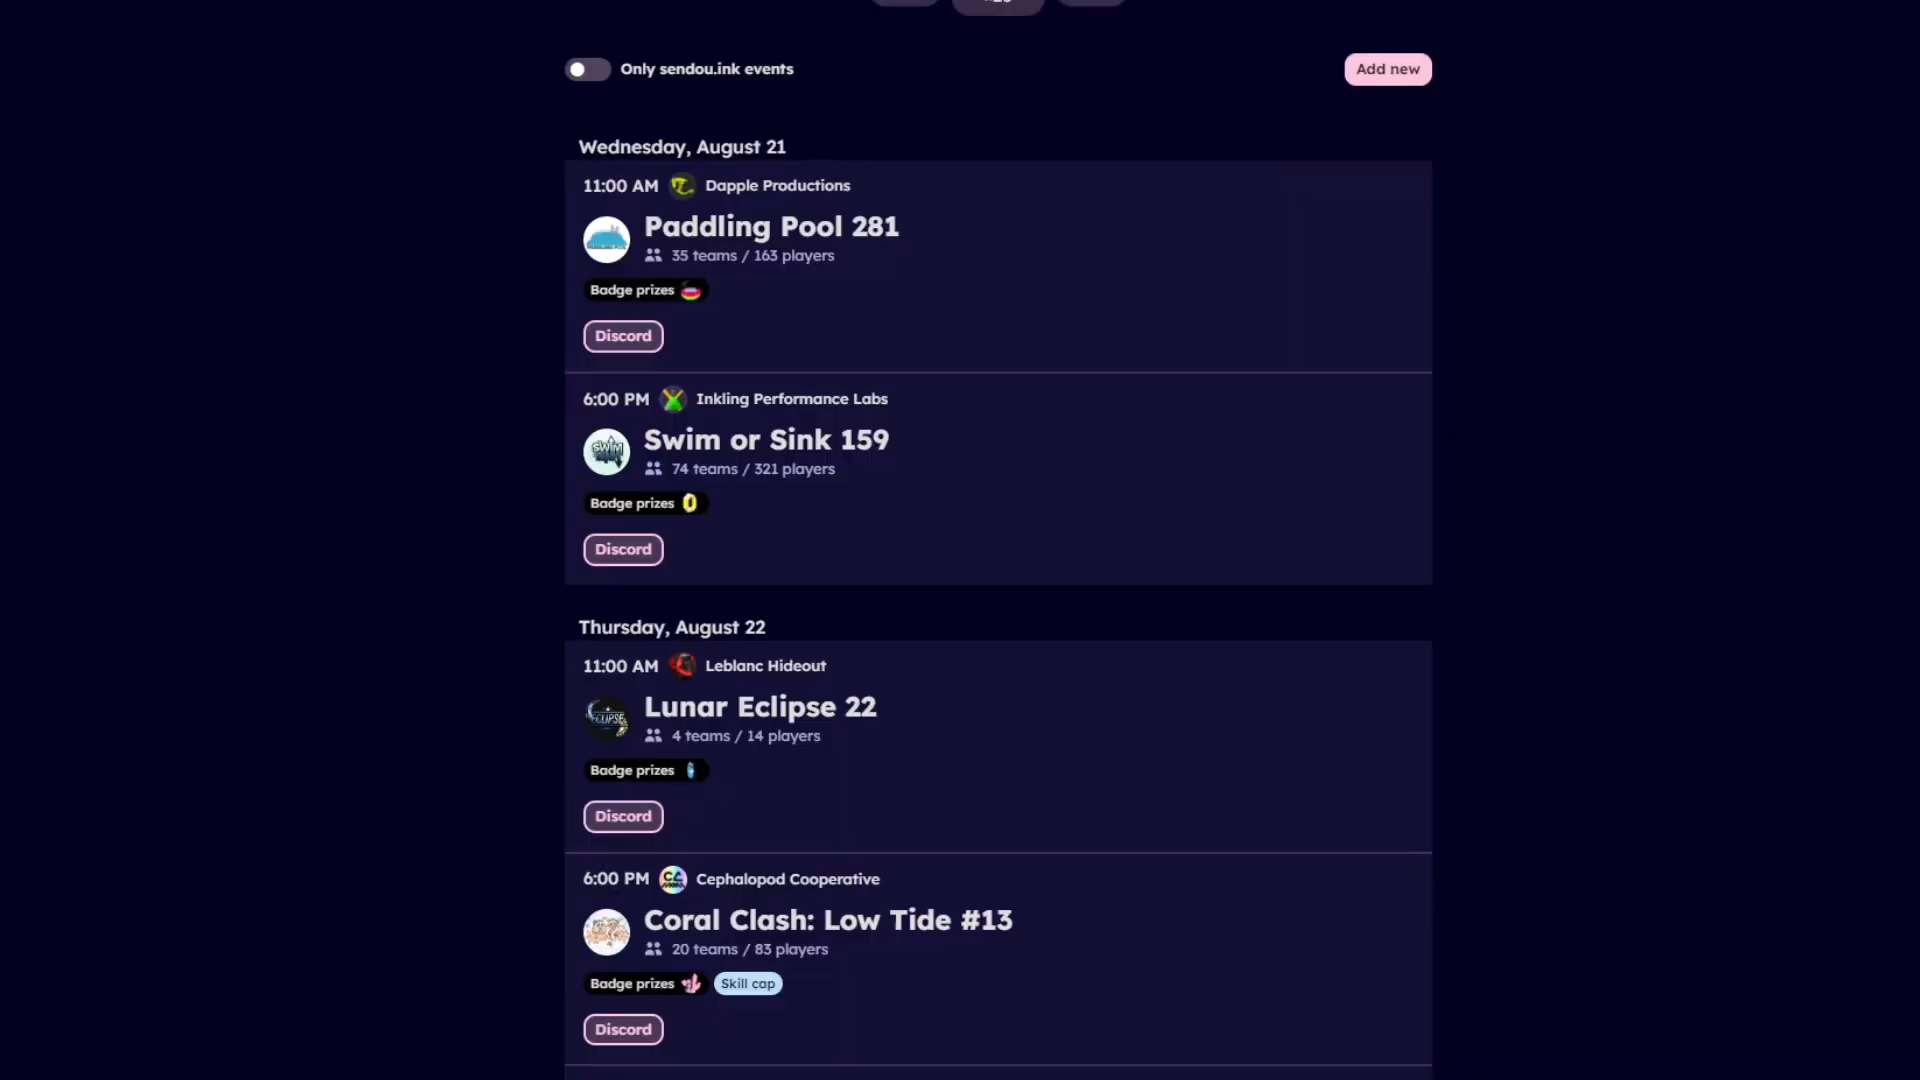 Only sendou.ink events
Add new
Wednesday, August 21
11:00 AM Dapple Productions
Paddling Pool 281
35 teams / 163 players
Badge prizes
Discord
6:00 PM Inkling Performance Labs
SWIM
Swim or Sink 159
74 teams / 321 players
Badge prizes
Discord
Thursday, August 22
11:00 AM Leblanc Hideout
ECLIPSE
Lunar Eclipse 22
4 teams / 14 players
Badge prizes
Discord
6:00 PM Cephalopod Cooperative
Coral Clash: Low Tide #13
20 teams / 83 players
Badge prizes Skill cap
Discord